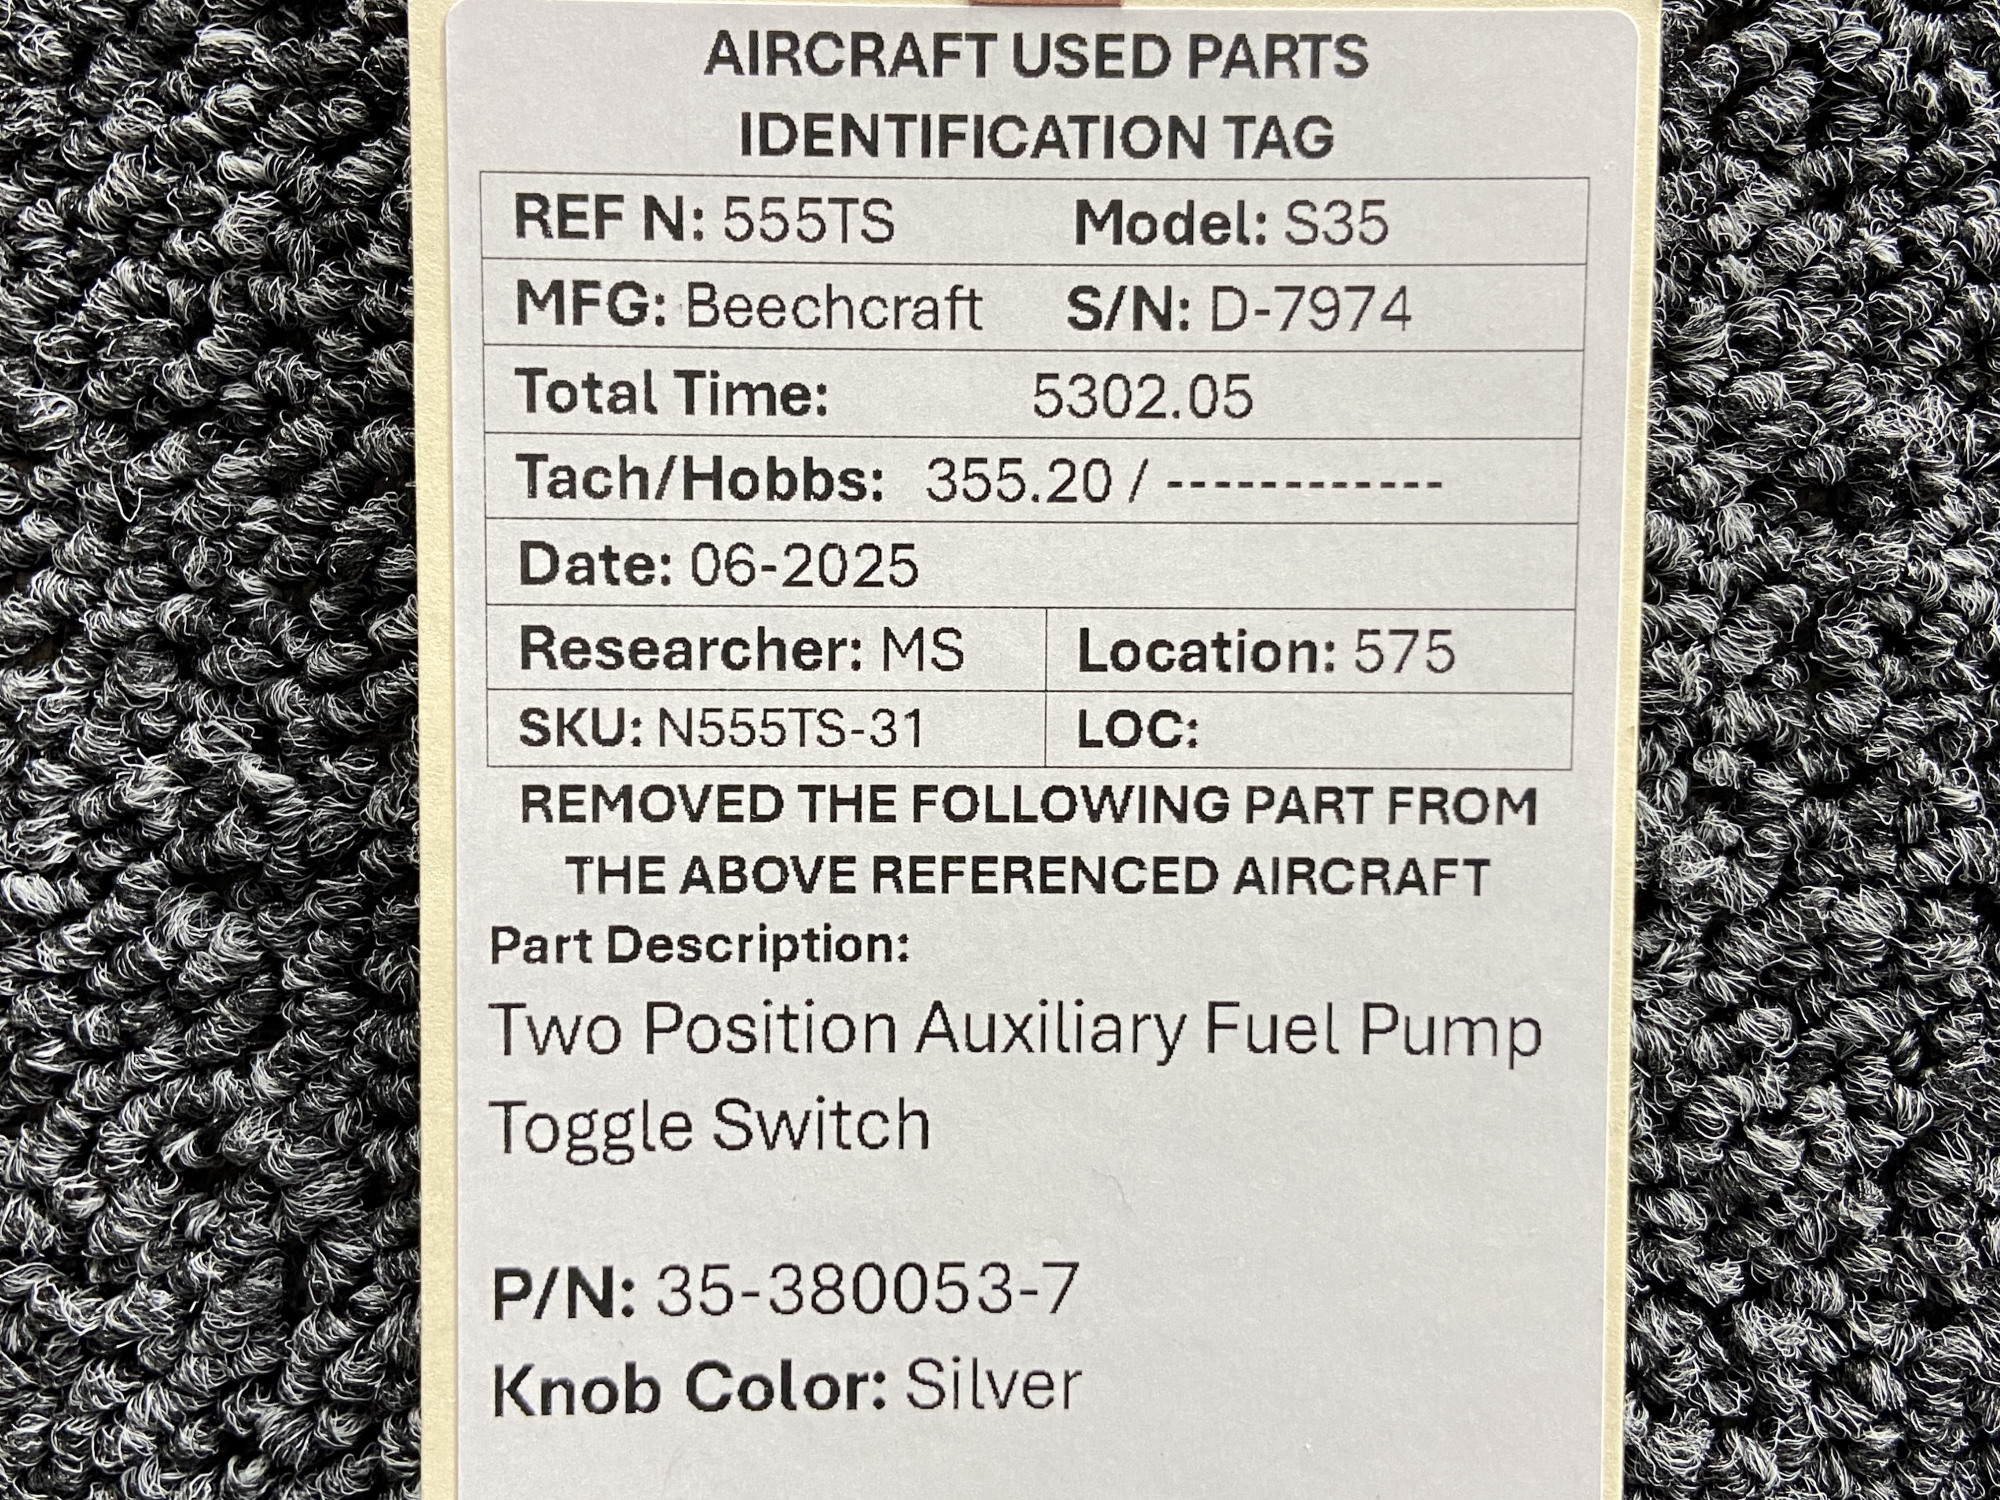 AIRCRAFT USED PARTS
IDENTIFICATION TAG
REF N: 555TS Model: S35
MFG: Beechcraft S/N: D-7974
Total Time: 5302.05
Tach/Hobbs: 355.20 / ------------
Date: 06-2025
Researcher: MS Location: 575
SKU: N555TS-31 LOC:
REMOVED THE FOLLOWING PART FROM
THE ABOVE REFERENCED AIRCRAFT
Part Description:
Two Position Auxiliary Fuel Pump
Toggle Switch
P/N: 35-380053-7
Knob Color: Silver